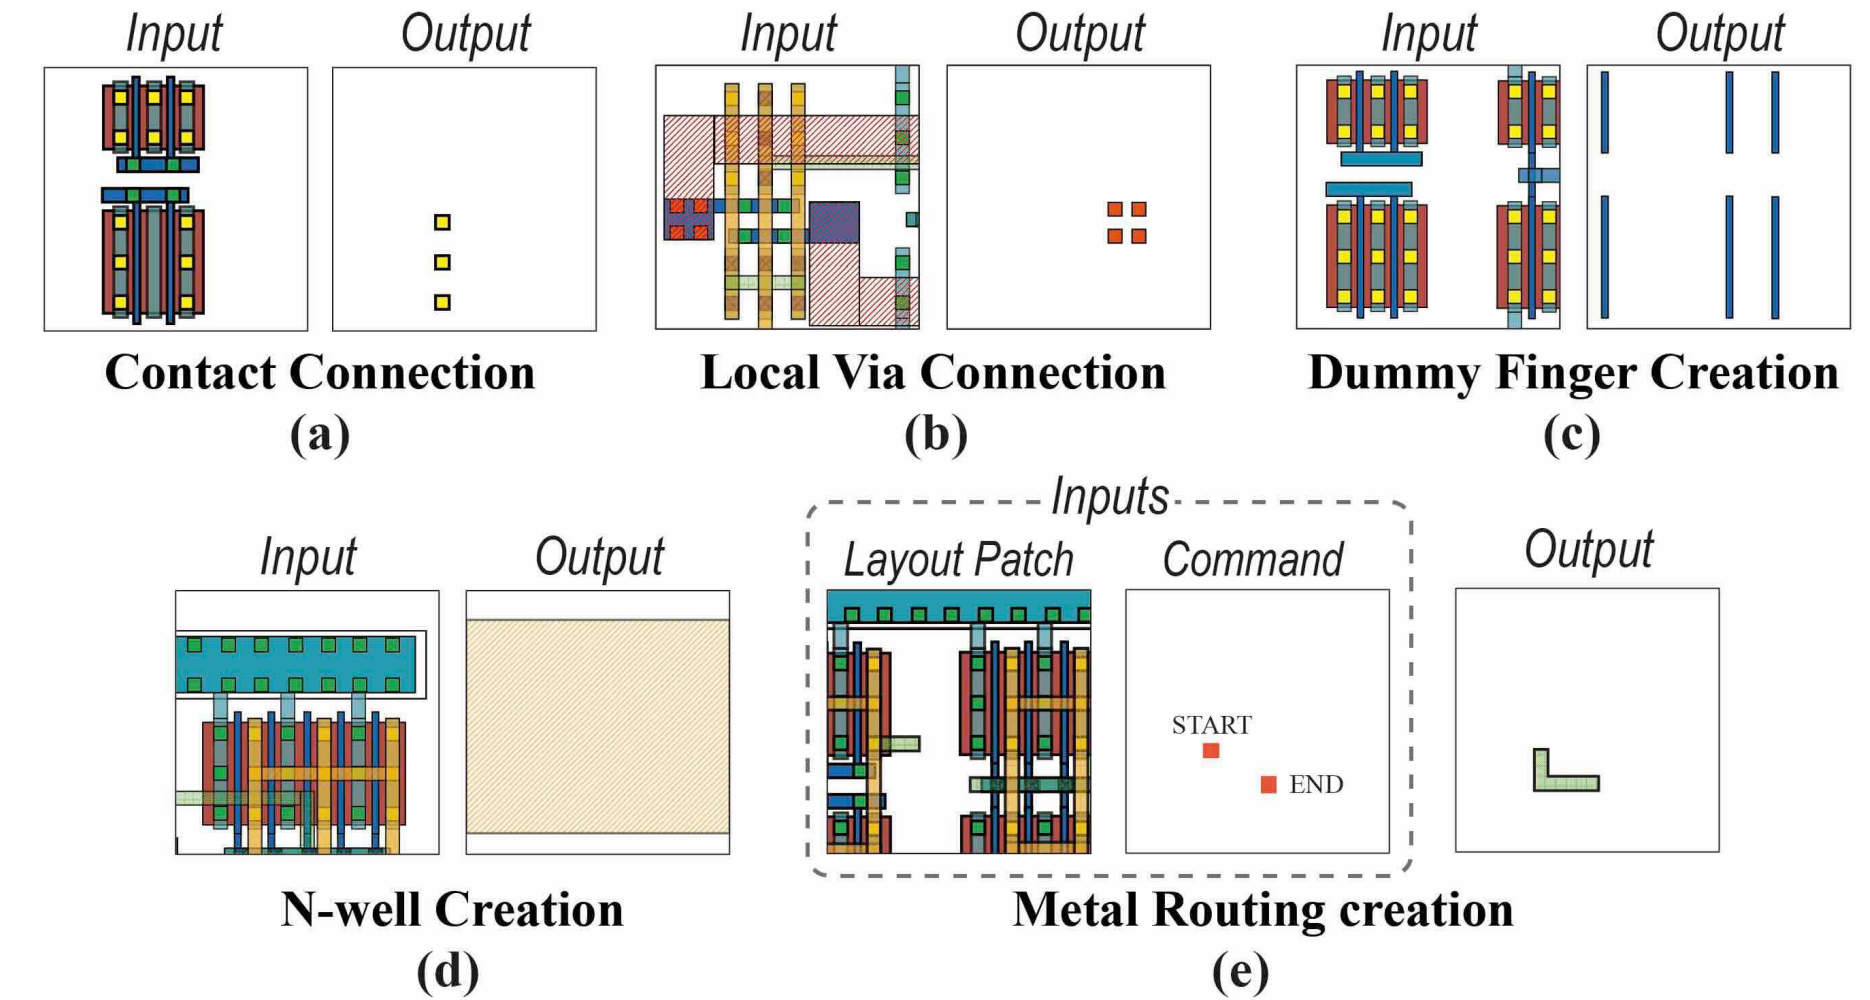 Input Output Input Output Input Output
Contact Connection Local Via Connection Dummy Finger Creation
(a) (b) (c)
Inputs
Input Output Layout Patch Command Output
START
END
N-well Creation Metal Routing creation
(d) (e)